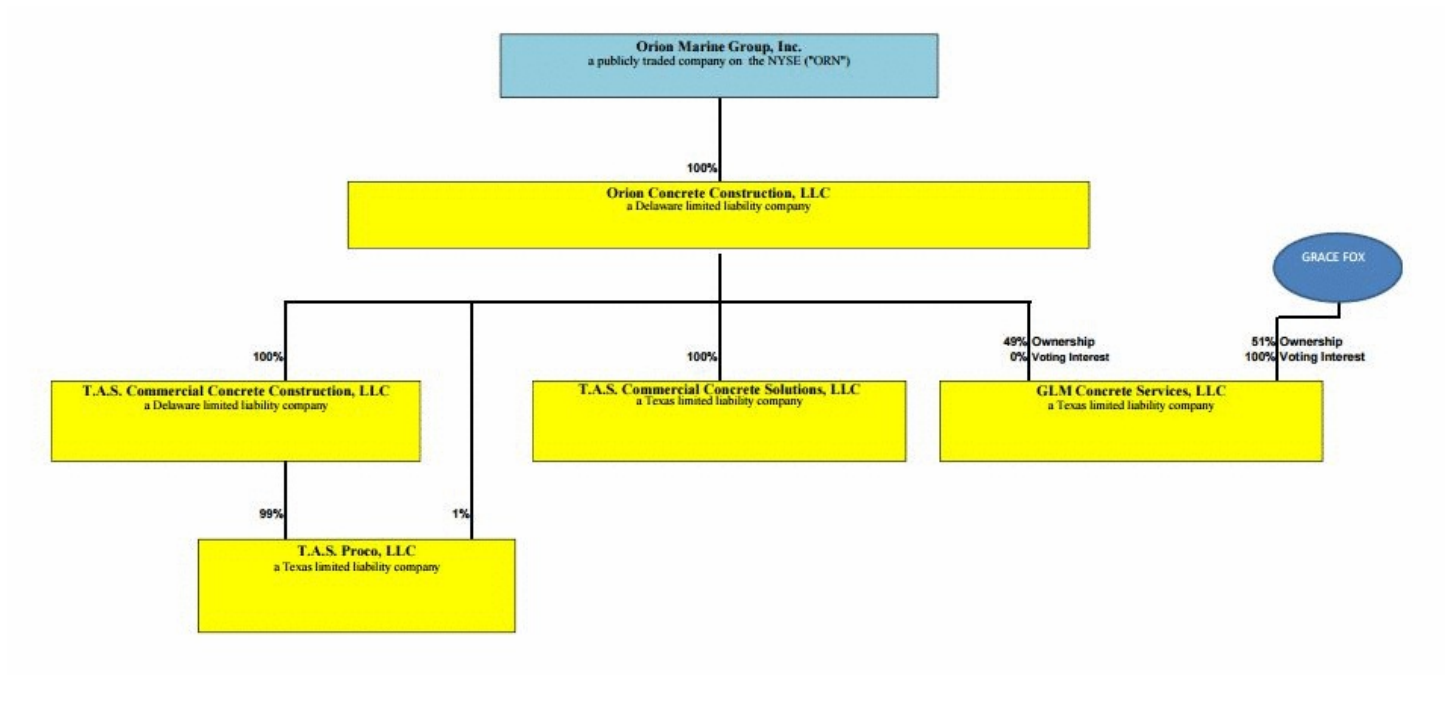 Orion Marine Group, Inc.
a publicly traded company on the NYSE ("ORN")
100%
Orion Concrete Construction, LLC
a Delaware limited liability company
GRACE FOX
49% Ownership
0% Voting Interest
51% Ownership
100% Voting Interest
100%
100%
T.A.S. Commercial Concrete Construction, LLC
a Delaware limited liability company
T.A.S. Commercial Concrete Solutions, LLC
a Texas limited liability company
GLM Concrete Services, LLC
a Texas limited liability company
99%
1%
T.A.S. Proco, LLC
a Texas limited liability company